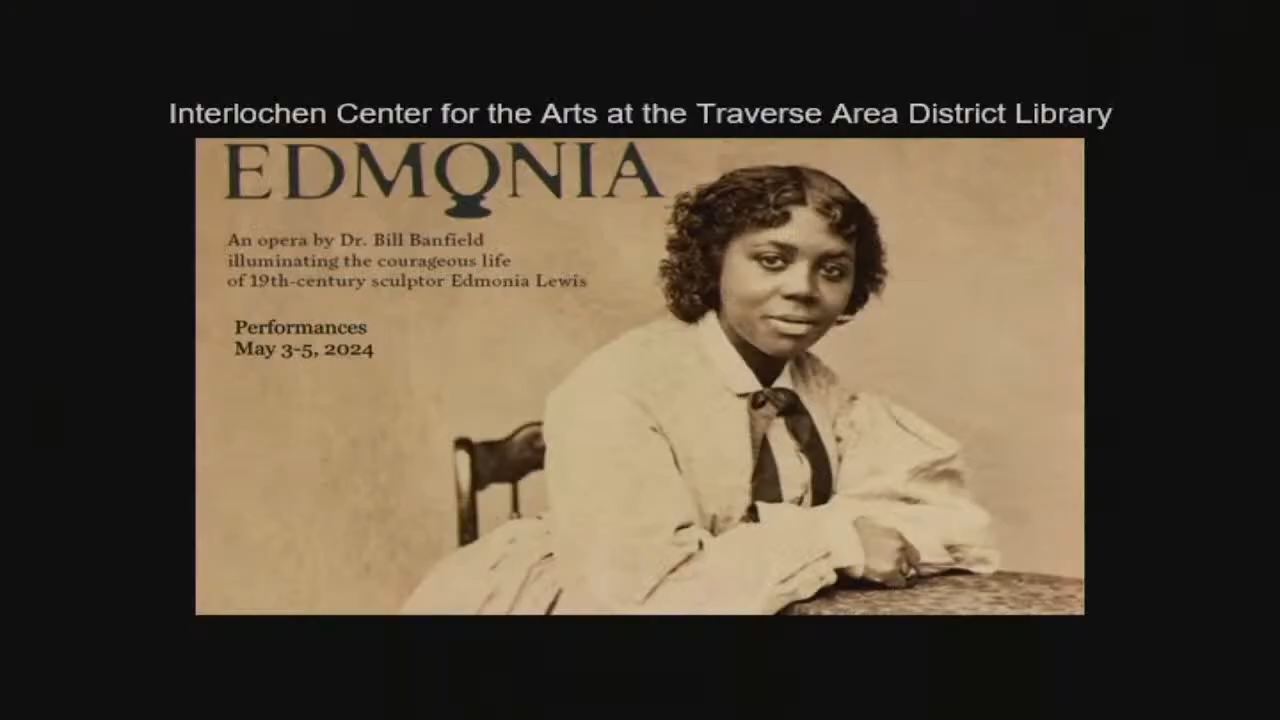 Interlochen Center for the Arts at the Traverse Area District Library
EDMONIA
An opera by Dr. Bill Banfield
illuminating the courageous life
of 19th-century sculptor Edmonia Lewis
Performances
May 3-5, 2024